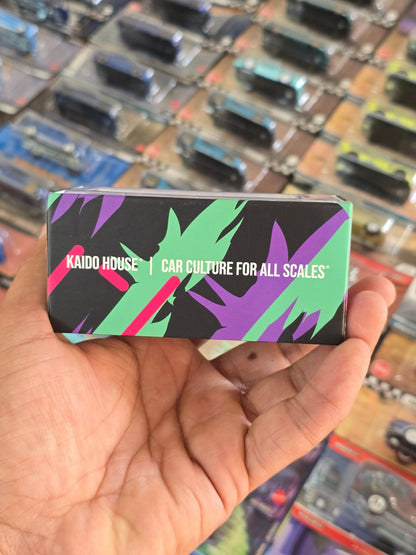 KAIDO HOUSE | CAR CULTURE FOR ALL SCALES™